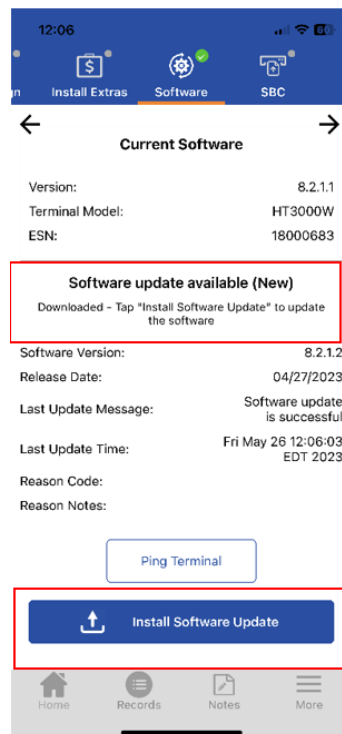 12:06
Install Extras
Software
SBC
Current Software
Version: 8.2.1.1
Terminal Model: HT3000W
ESN: 18000683
Software update available (New)
Downloaded - Tap "Install Software Update" to update
the software
Software Version: 8.2.1.2
Release Date: 04/27/2023
Last Update Message: Software update
is successful
Last Update Time: Fri May 26 12:06:03
EDT 2023
Reason Code:
Reason Notes:
Ping Terminal
Install Software Update
Home
Records
Notes
More